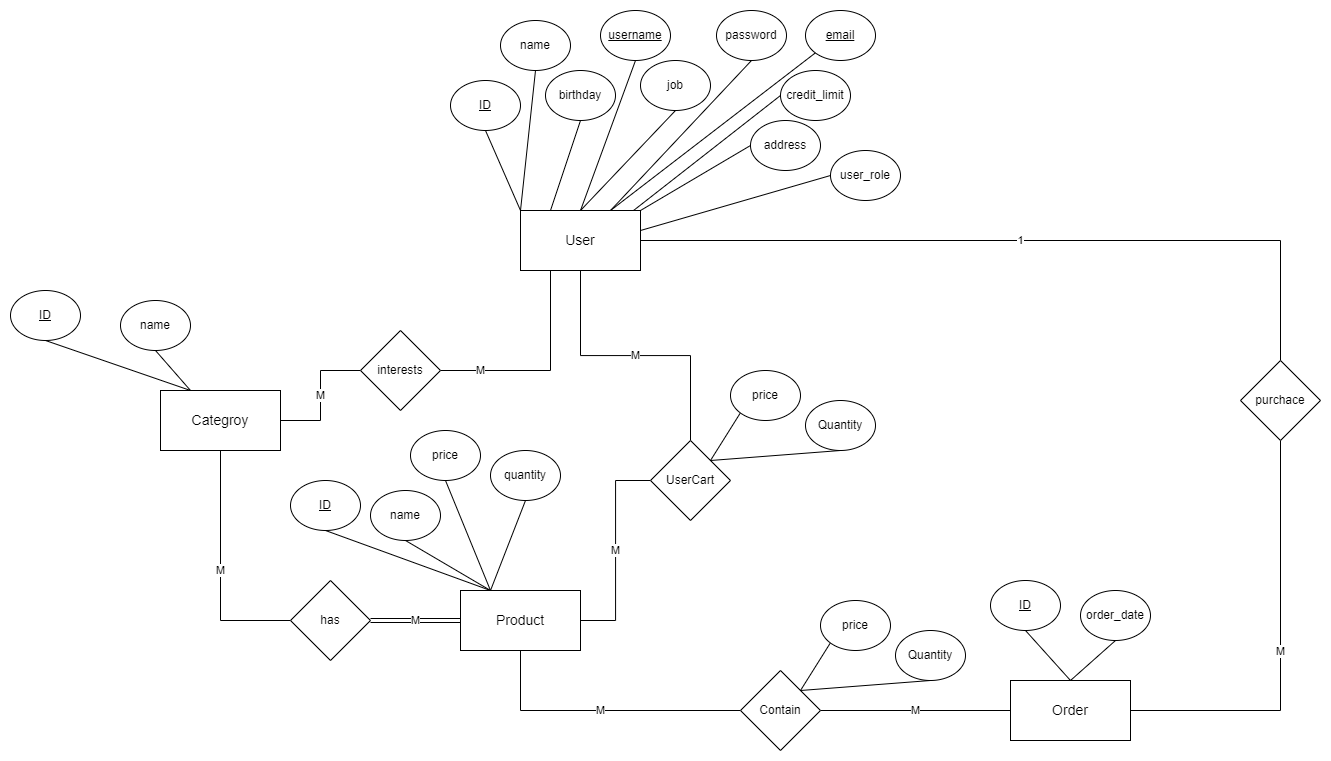 name
username
password
email
ID
birthday
job
credit_limit
address
user_role
User
1
ID
name
interests
M
M
M
Categroy
price
Quantity
purchace
price
quantity
UserCart
ID
name
M
M
has
M
Product
M
price
Quantity
ID
order_date
M
Contain
M
M
Order